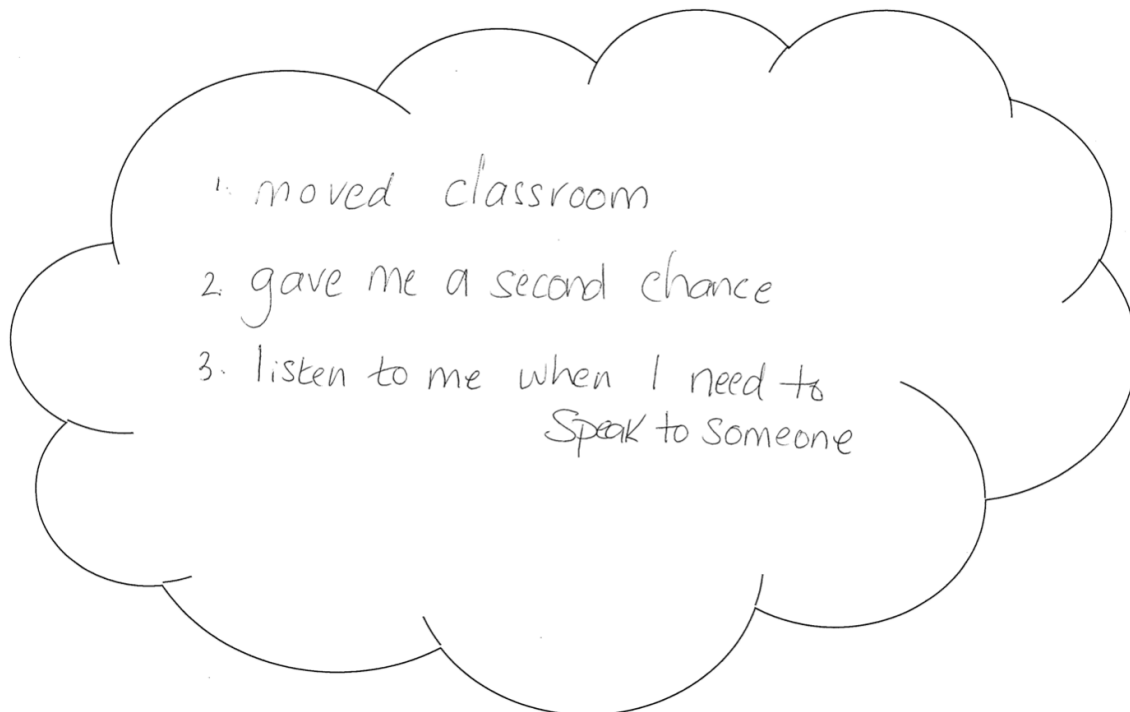 1. moved classroom
2. gave me a second chance
3. listen to me when I need to
Speak to someone